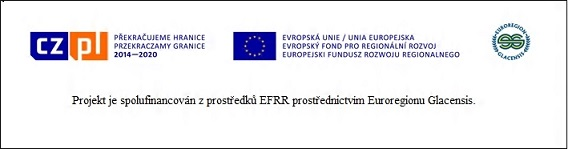 cz pl
PŘEKRAČUJEME HRANICE
PRZEKRACZAMY GRANICE
2014—2020
EVROPSKÁ UNIE / UNIA EUROPEJSKA
EVROPSKÝ FOND PRO REGIONÁLNÍ ROZVOJ
EUROPEJSKI FUNDUSZ ROZWOJU REGIONALNEGO
EUROREGION
GLACENSIS
Projekt je spolufinancován z prostředků EFRR prostřednictvím Euroregionu Glacensis.